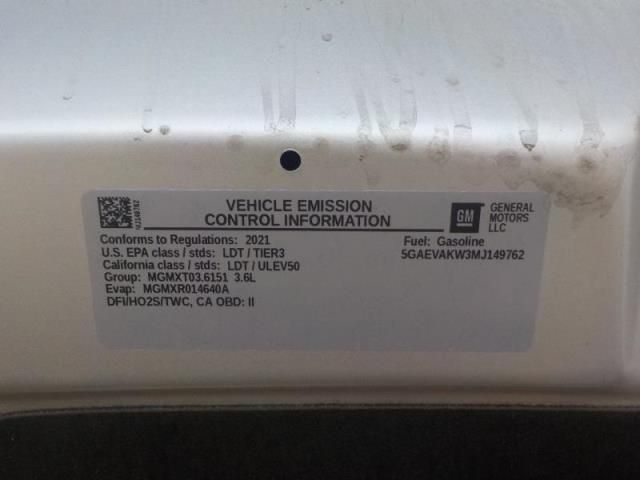 VEHICLE EMISSION
CONTROL INFORMATION
GM
GENERAL
MOTORS
LLC
MJ149762
Conforms to Regulations: 2021
Fuel: Gasoline
U.S. EPA class / stds: LDT / TIER3
5GAEVAKW3MJ149762
California class / stds: LDT / ULEV50
Group: MGMXT03.6151 3.6L
Evap: MGMXR014640A
DFI/HO2S/TWC, CA OBD: II